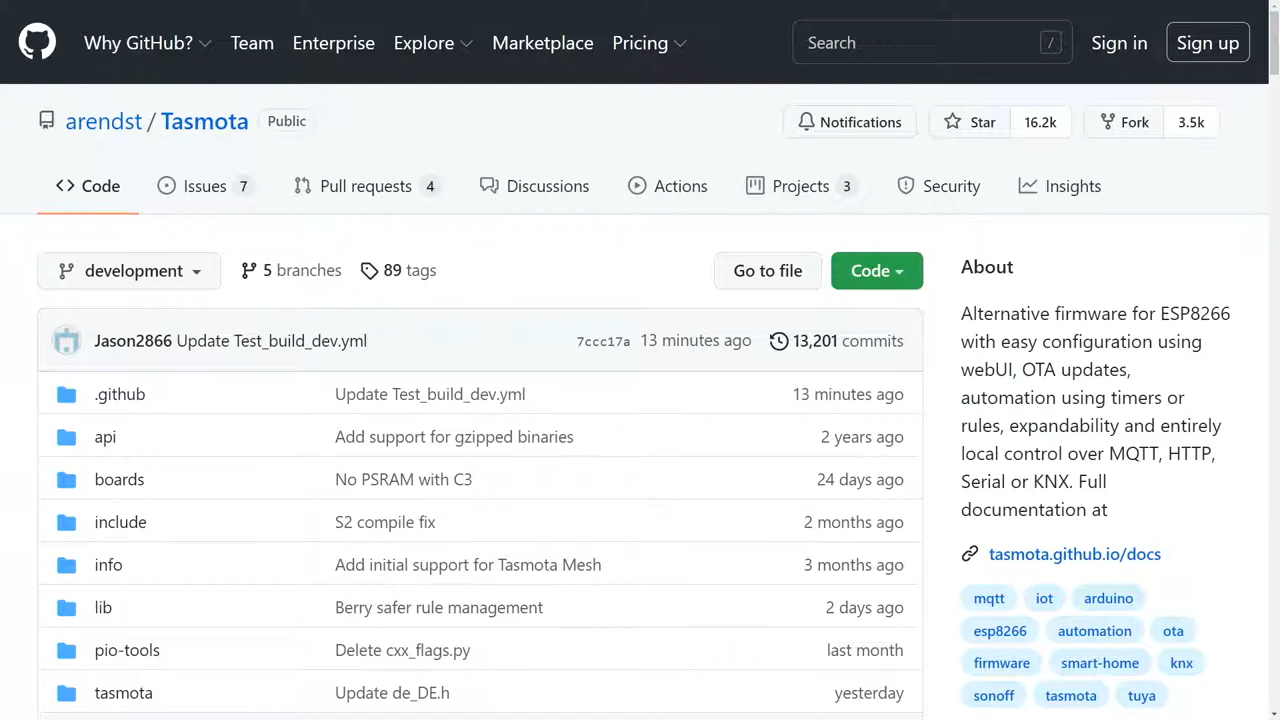 Why GitHub? Team Enterprise Explore Marketplace Pricing Search / Sign in Sign up
arendst / Tasmota Public Notifications Star 16.2k Fork 3.5k
Code Issues 7 Pull requests 4 Discussions Actions Projects 3 Security Insights
development 5 branches 89 tags Go to file Code
Jason2866 Update Test_build_dev.yml 7ccc17a 13 minutes ago 13,201 commits
.github Update Test_build_dev.yml 13 minutes ago
api Add support for gzipped binaries 2 years ago
boards No PSRAM with C3 24 days ago
include S2 compile fix 2 months ago
info Add initial support for Tasmota Mesh 3 months ago
lib Berry safer rule management 2 days ago
pio-tools Delete cxx_flags.py last month
tasmota Update de_DE.h yesterday
About
Alternative firmware for ESP8266
with easy configuration using
webUI, OTA updates,
automation using timers or
rules, expandability and entirely
local control over MQTT, HTTP,
Serial or KNX. Full
documentation at
tasmota.github.io/docs
mqtt iot arduino
esp8266 automation ota
firmware smart-home knx
sonoff tasmota tuya